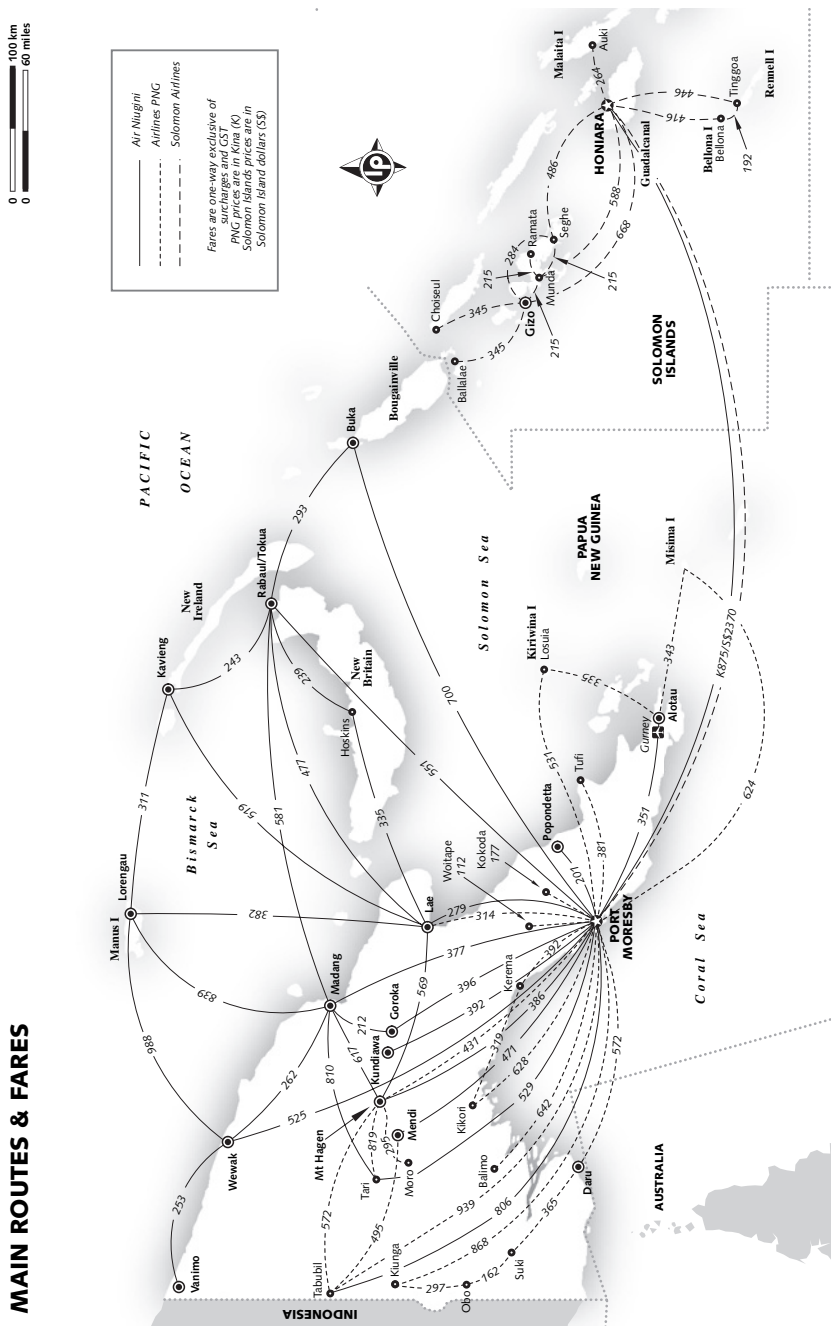 MAIN ROUTES & FARES
0 100 km
0 60 miles
Air Niugini
Airlines PNG
Solomon Airlines
Fares are one-way exclusive of
surcharges and GST
PNG prices are in Kina (K)
Solomon Islands prices are in
Solomon Island dollars (S$)
lp
PACIFIC
OCEAN
Manus I
Lorengau
Kavieng
New
Ireland
Rabaul/Tokua
Buka
Bougainville
Choiseul
Ballalae
Gizo
Munda
Ramata
Seghe
HONIARA
Guadalcanal
Malaita I
Auki
Bellona I
Bellona
Tinggoa
Rennell I
SOLOMON
ISLANDS
Bismarck
Sea
Solomon Sea
New
Britain
Hoskins
PAPUA
NEW GUINEA
Misima I
Kiriwina I
Losuia
Gurney
Alotau
Tufi
Popondetta
Kokoda
177
Woitape
112
PORT
MORESBY
Coral Sea
Lae
Madang
Goroka
Kundiawa
Mt Hagen
Mendi
Moro
Tari
Kerema
Kikori
Balimo
Daru
Suki
Obo
Kiunga
Tabubil
Wewak
Vanimo
INDONESIA
AUSTRALIA
253
988
839
311
382
519
243
293
239
581
477
335
551
700
262
525
810
212
677
569
377
279
314
396
392
392
431
386
471
319
628
529
642
572
819
295
572
495
939
806
868
297
162
365
201
381
531
335
343
351
624
K875/S$2370
345
345
215
284
215
215
486
588
668
264
446
416
192